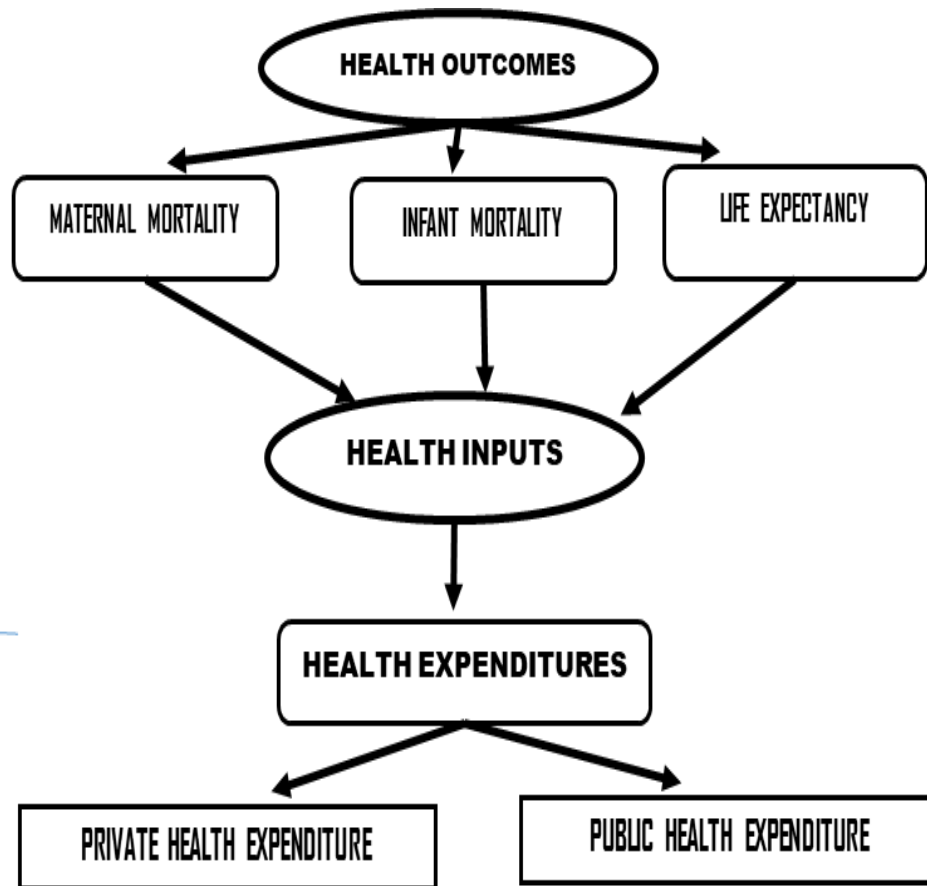 HEALTH OUTCOMES
MATERNAL MORTALITY
INFANT MORTALITY
LIFE EXPECTANCY
HEALTH INPUTS
HEALTH EXPENDITURES
PRIVATE HEALTH EXPENDITURE
PUBLIC HEALTH EXPENDITURE